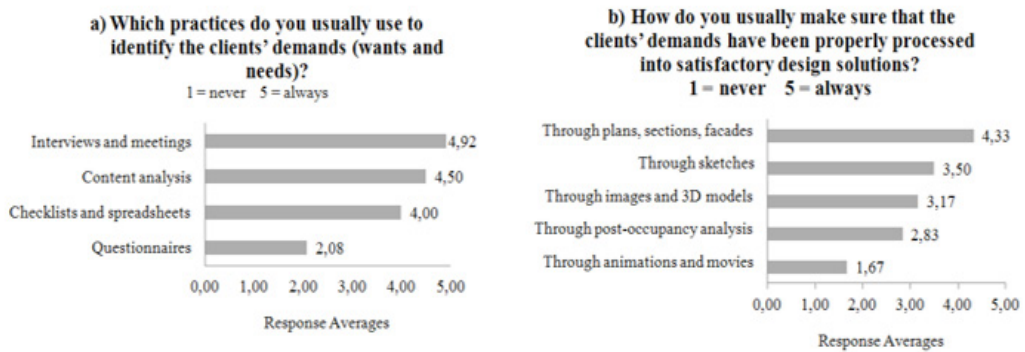 a) Which practices do you usually use to
identify the clients' demands (wants and
needs)?
1 = never 5 = always
Interviews and meetings 4,92
Content analysis 4,50
Checklists and spreadsheets 4,00
Questionnaires 2,08
0,00 1,00 2,00 3,00 4,00 5,00
Response Averages
b) How do you usually make sure that the
clients' demands have been properly processed
into satisfactory design solutions?
1 = never 5 = always
Through plans, sections, facades 4,33
Through sketches 3,50
Through images and 3D models 3,17
Through post-occupancy analysis 2,83
Through animations and movies 1,67
0,00 1,00 2,00 3,00 4,00 5,00
Response Averages